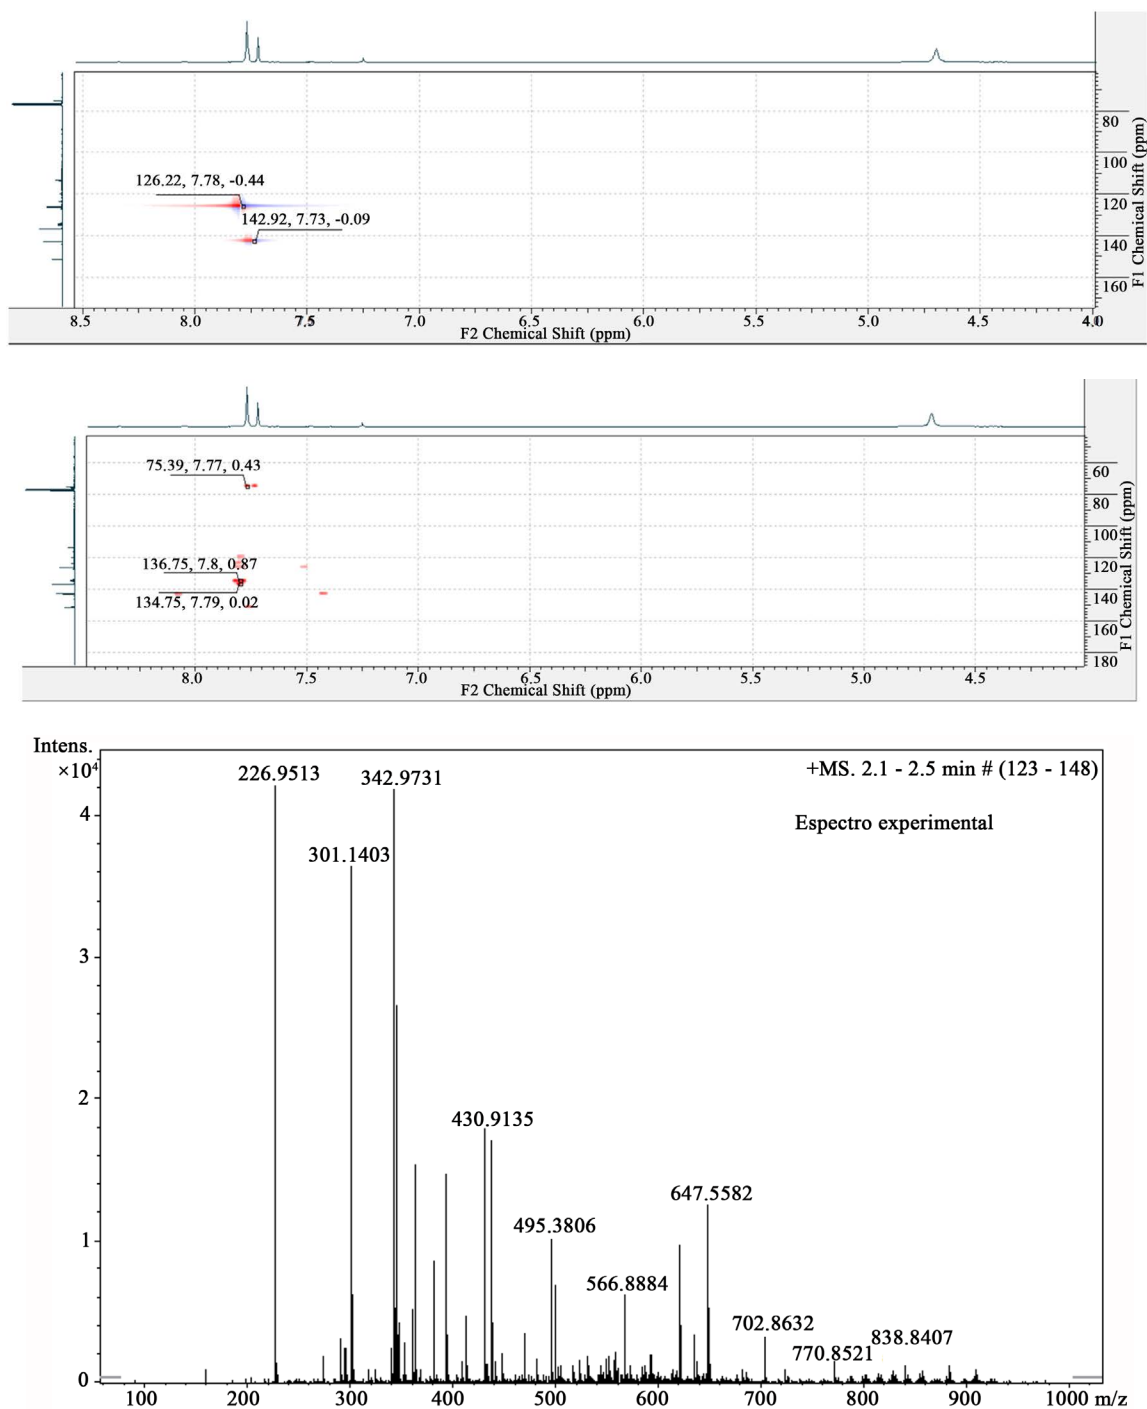 126.22, 7.78, -0.44
142.92, 7.73, -0.09
80
100
120
140
160
F1 Chemical Shift (ppm)
8.5 8.0 7.5 7.0 6.5 6.0 5.5 5.0 4.5 4.0
F2 Chemical Shift (ppm)
75.39, 7.77, 0.43
136.75, 7.8, 0.87
134.75, 7.79, 0.02
60
80
100
120
140
160
180
F1 Chemical Shift (ppm)
8.0 7.5 7.0 6.5 6.0 5.5 5.0 4.5
F2 Chemical Shift (ppm)
Intens.
×10⁴
+MS. 2.1 - 2.5 min # (123 - 148)
Espectro experimental
226.9513
342.9731
301.1403
430.9135
495.3806
566.8884
647.5582
702.8632
770.8521
838.8407
4
3
2
1
0
100 200 300 400 500 600 700 800 900 1000 m/z